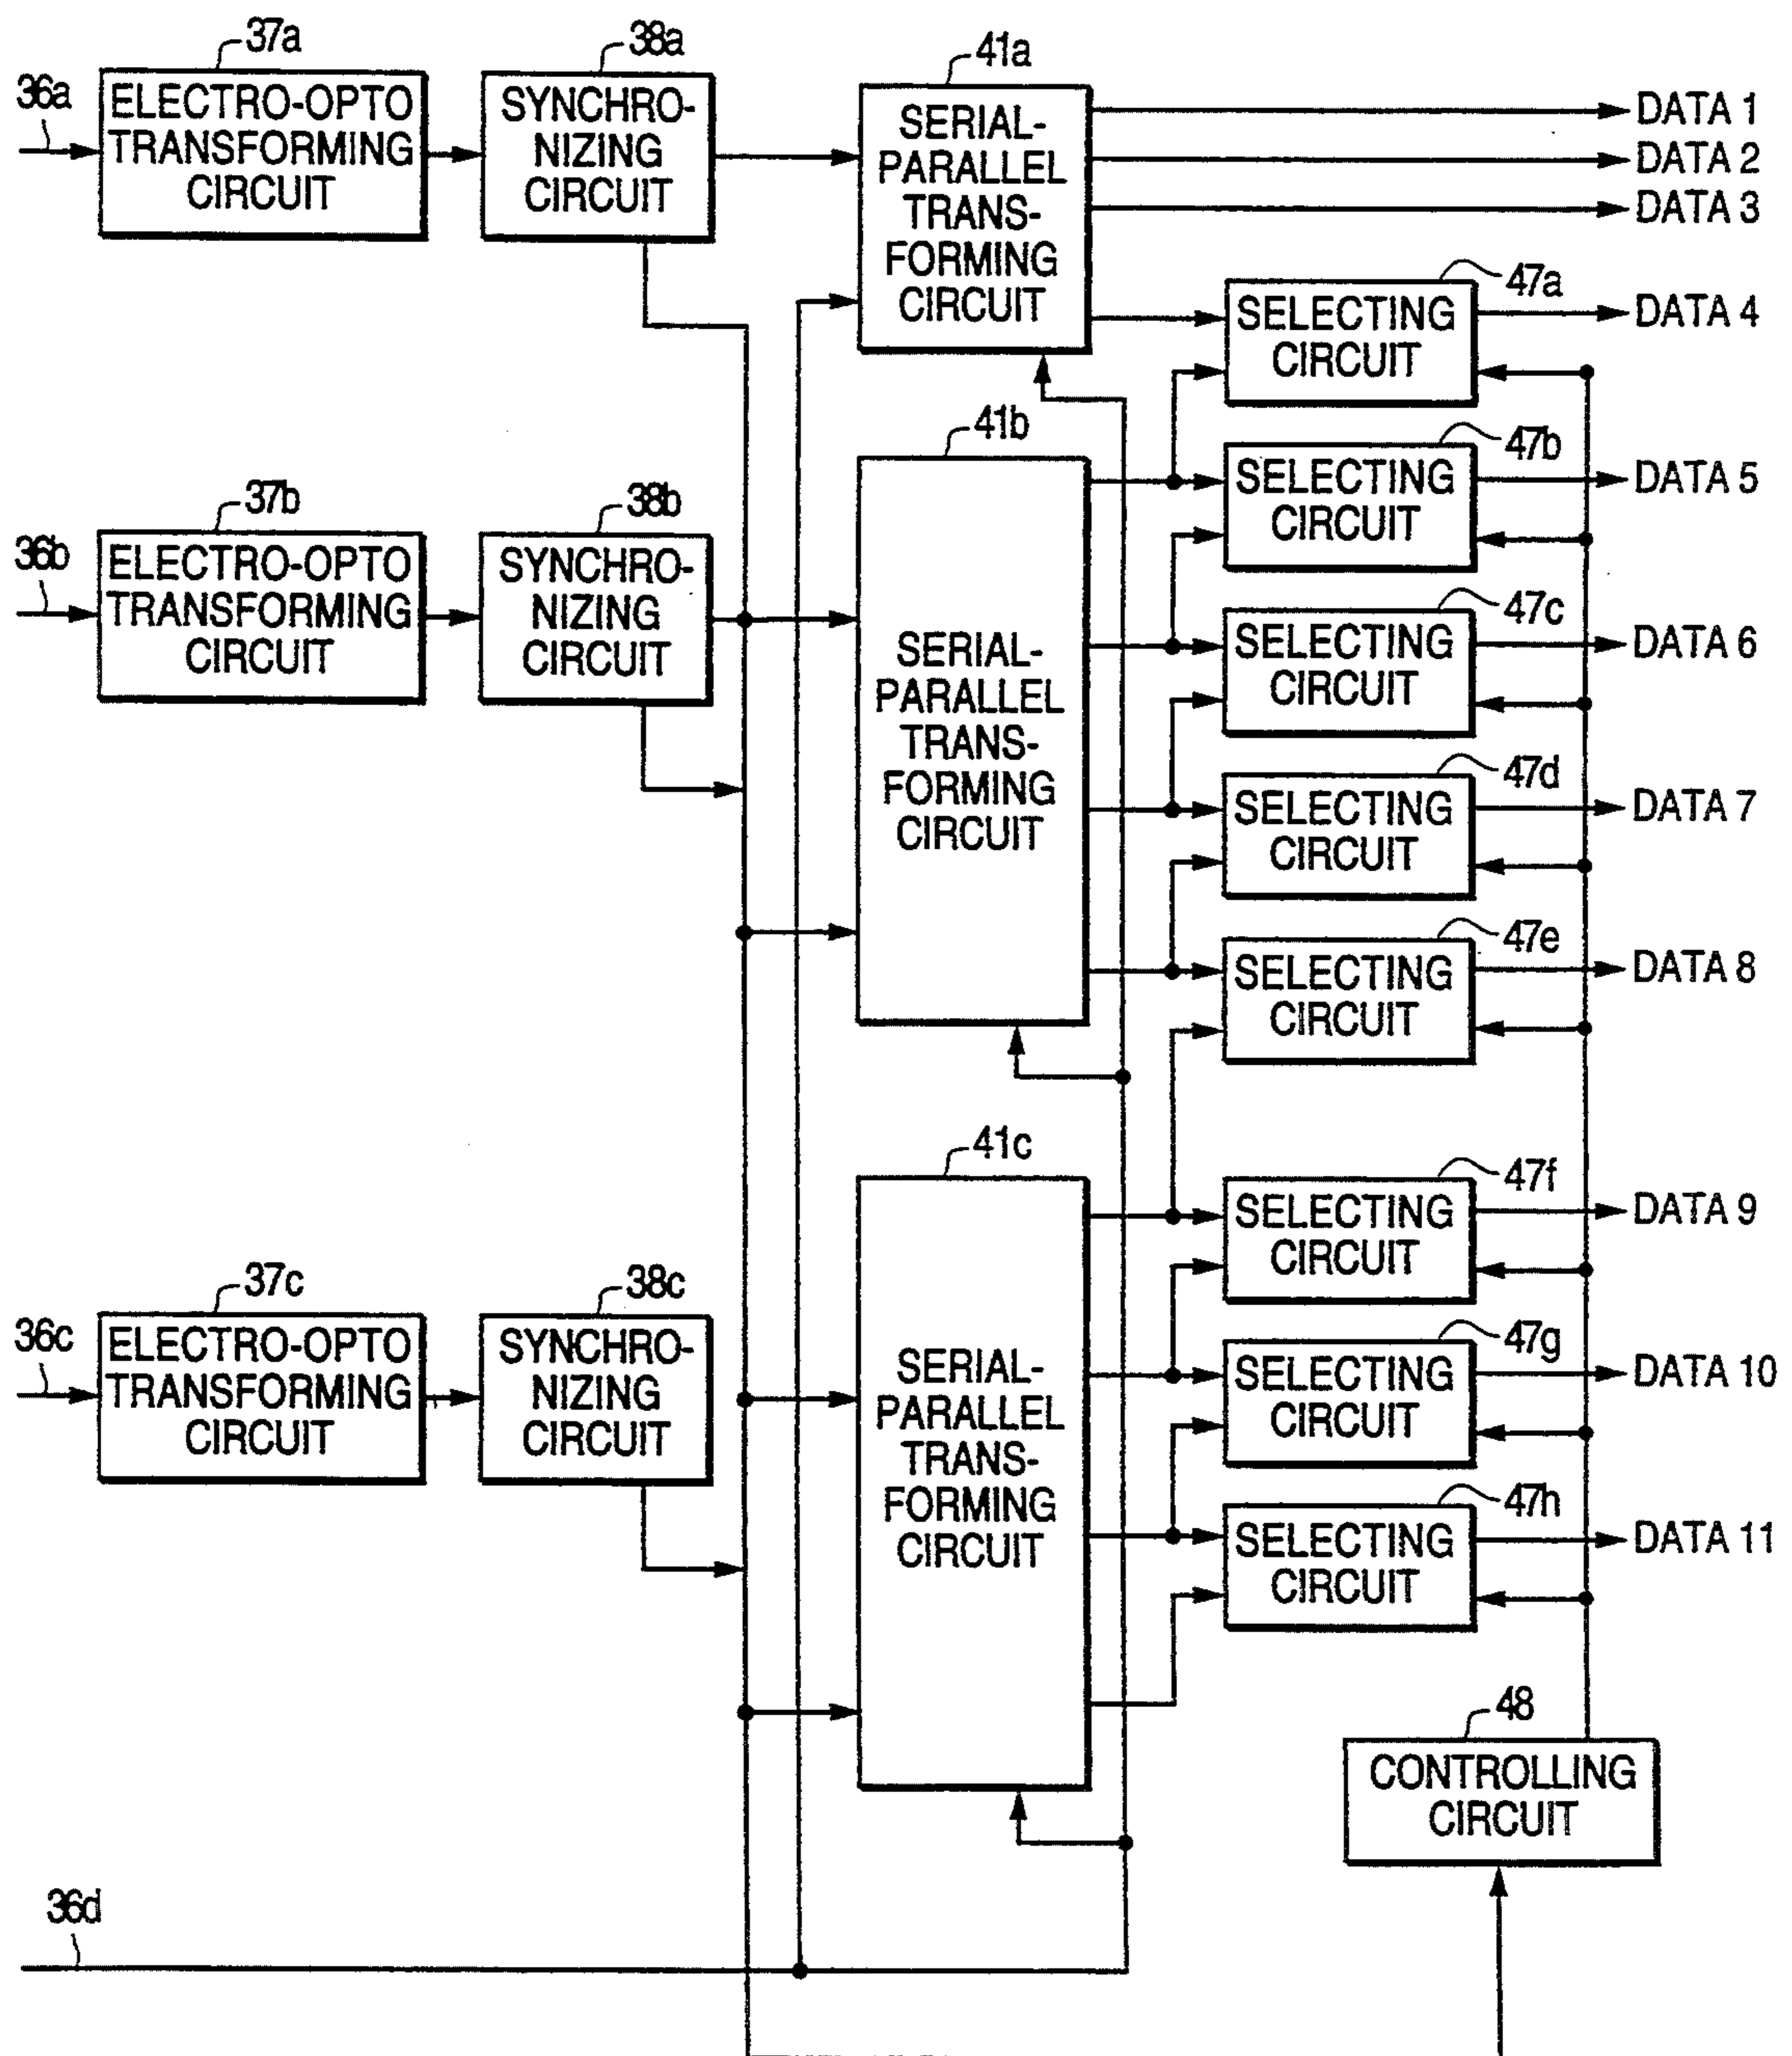 37a
38a
41a
36a
ELECTRO-OPTO
TRANSFORMING
CIRCUIT
SYNCHRO-
NIZING
CIRCUIT
SERIAL-
PARALLEL
TRANS-
FORMING
CIRCUIT
DATA 1
DATA 2
DATA 3
47a
SELECTING
CIRCUIT
DATA 4
41b
47b
SELECTING
CIRCUIT
DATA 5
37b
38b
36b
ELECTRO-OPTO
TRANSFORMING
CIRCUIT
SYNCHRO-
NIZING
CIRCUIT
SERIAL-
PARALLEL
TRANS-
FORMING
CIRCUIT
47c
SELECTING
CIRCUIT
DATA 6
47d
SELECTING
CIRCUIT
DATA 7
47e
SELECTING
CIRCUIT
DATA 8
41c
47f
SELECTING
CIRCUIT
DATA 9
37c
38c
36c
ELECTRO-OPTO
TRANSFORMING
CIRCUIT
SYNCHRO-
NIZING
CIRCUIT
SERIAL-
PARALLEL
TRANS-
FORMING
CIRCUIT
47g
SELECTING
CIRCUIT
DATA 10
47h
SELECTING
CIRCUIT
DATA 11
48
CONTROLLING
CIRCUIT
36d